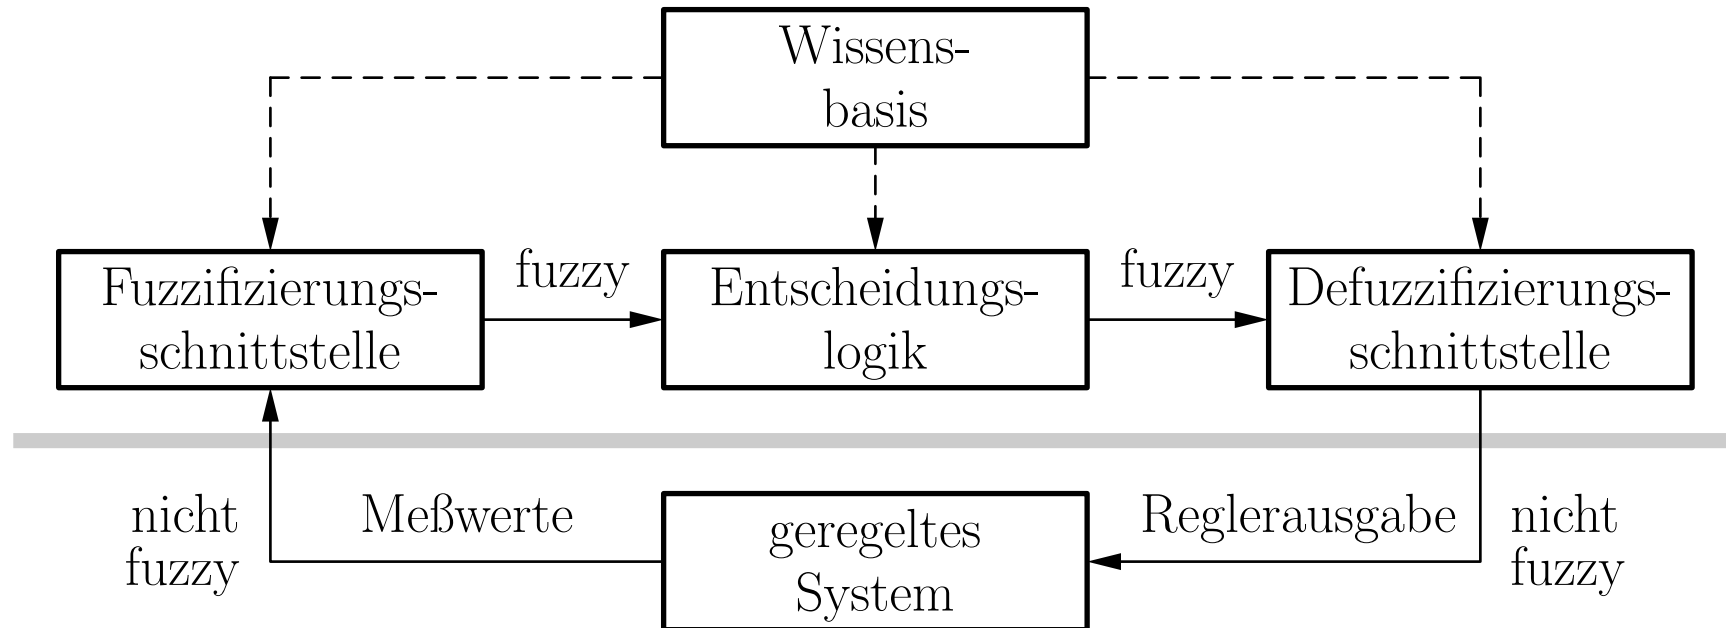 Wissens-
basis
Fuzzifizierungs-
schnittstelle
fuzzy
Entscheidungs-
logik
fuzzy
Defuzzifizierungs-
schnittstelle
nicht
fuzzy
Meßwerte
geregeltes
System
Reglerausgabe
nicht
fuzzy